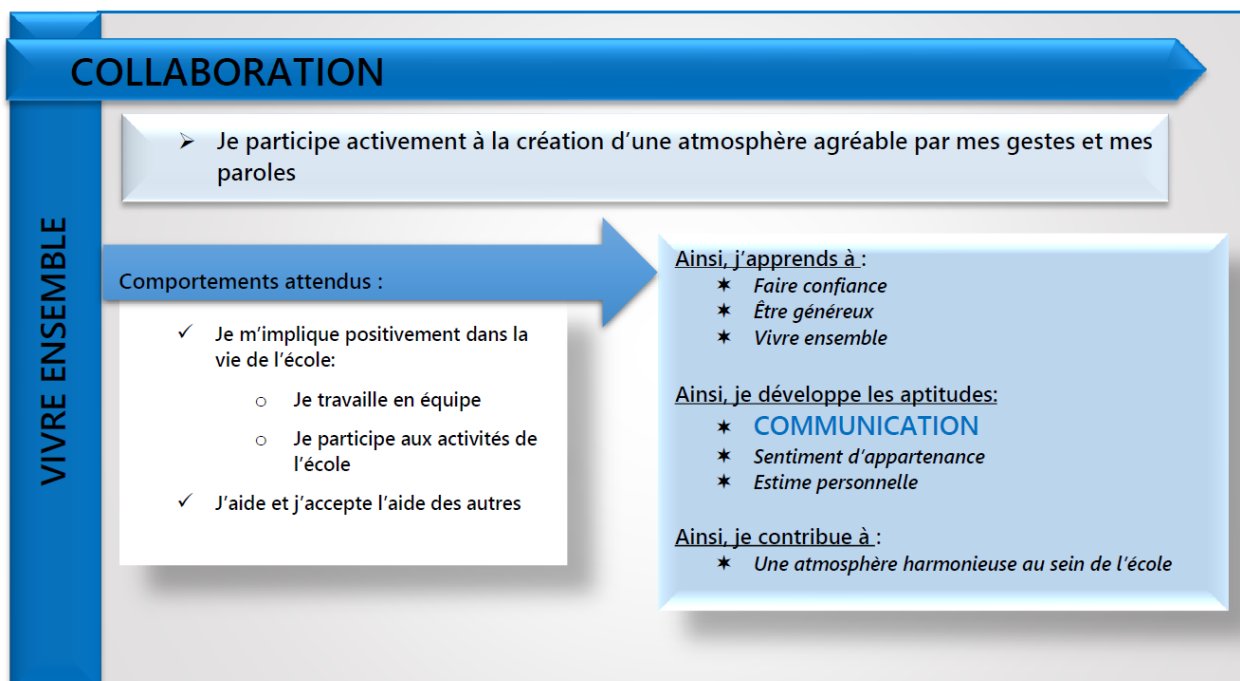 COLLABORATION
➢ Je participe activement à la création d’une atmosphère agréable par mes gestes et mes
paroles
VIVRE ENSEMBLE
Comportements attendus :
✓ Je m’implique positivement dans la
vie de l’école:
o Je travaille en équipe
o Je participe aux activités de
l’école
✓ J’aide et j’accepte l’aide des autres
Ainsi, j’apprends à :
✶ Faire confiance
✶ Être généreux
✶ Vivre ensemble
Ainsi, je développe les aptitudes:
✶ COMMUNICATION
✶ Sentiment d’appartenance
✶ Estime personnelle
Ainsi, je contribue à :
✶ Une atmosphère harmonieuse au sein de l’école